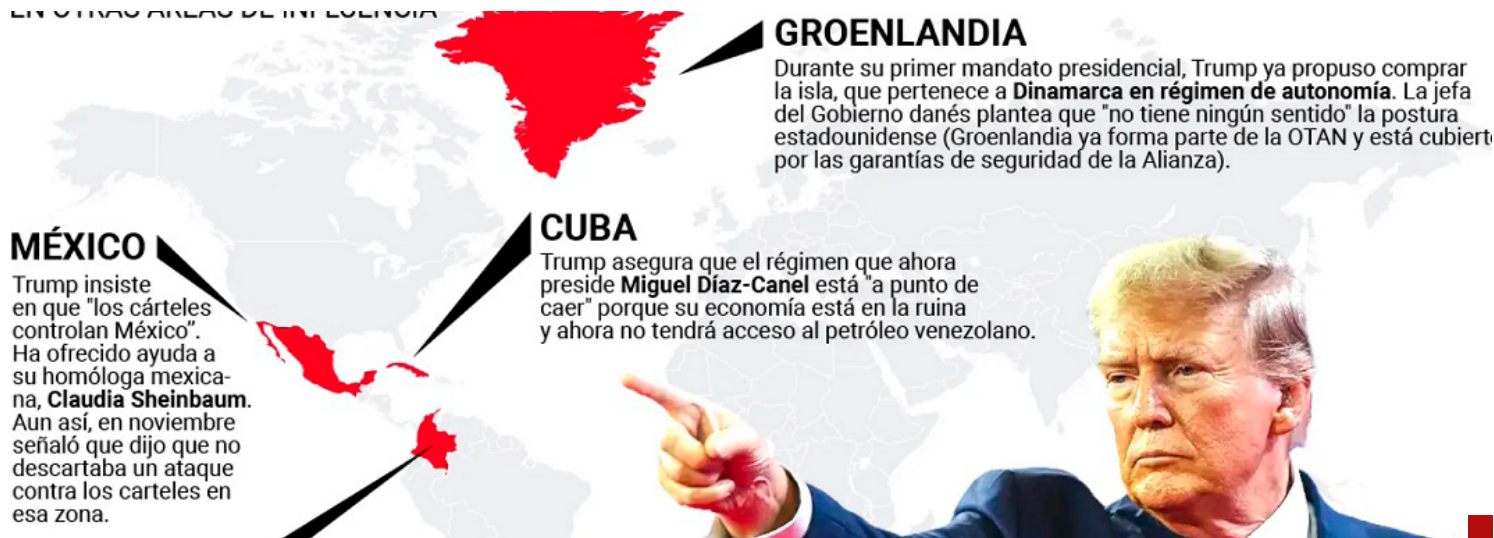 EN OTRAS ÁREAS DE INFLUENCIA
GROENLANDIA
Durante su primer mandato presidencial, Trump ya propuso comprar
la isla, que pertenece a Dinamarca en régimen de autonomía. La jefa
del Gobierno danés plantea que "no tiene ningún sentido" la postura
estadounidense (Groenlandia ya forma parte de la OTAN y está cubierto
por las garantías de seguridad de la Alianza).
MÉXICO
Trump insiste
en que "los cárteles
controlan México”.
Ha ofrecido ayuda a
su homóloga mexica-
na, Claudia Sheinbaum.
Aun así, en noviembre
señaló que dijo que no
descartaba un ataque
contra los carteles en
esa zona.
CUBA
Trump asegura que el régimen que ahora
preside Miguel Díaz-Canel está "a punto de
caer" porque su economía está en la ruina
y ahora no tendrá acceso al petróleo venezolano.